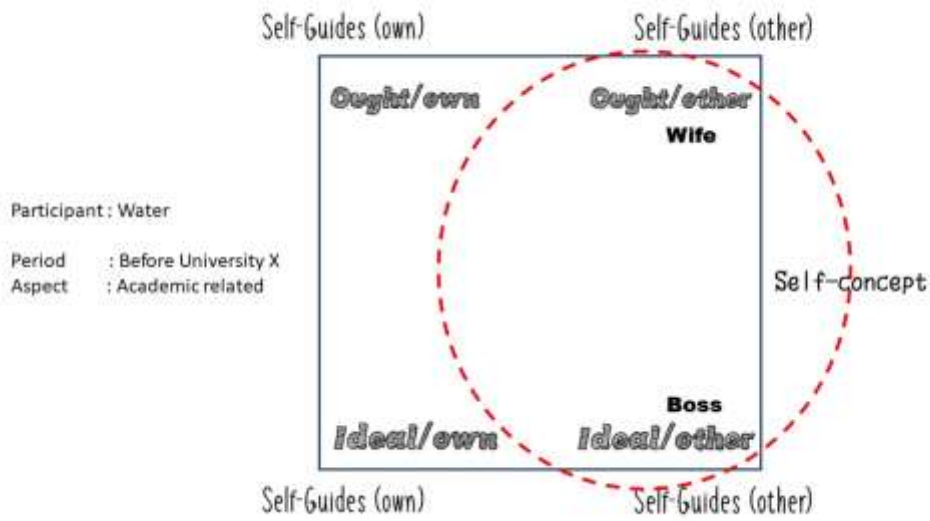 Self-Guides (own) Self-Guides (other)
Ought/own Ought/other
Wife
Participant : Water
Period : Before University X
Aspect : Academic related
Self-concept
Boss
Ideal/own Ideal/other
Self-Guides (own) Self-Guides (other)